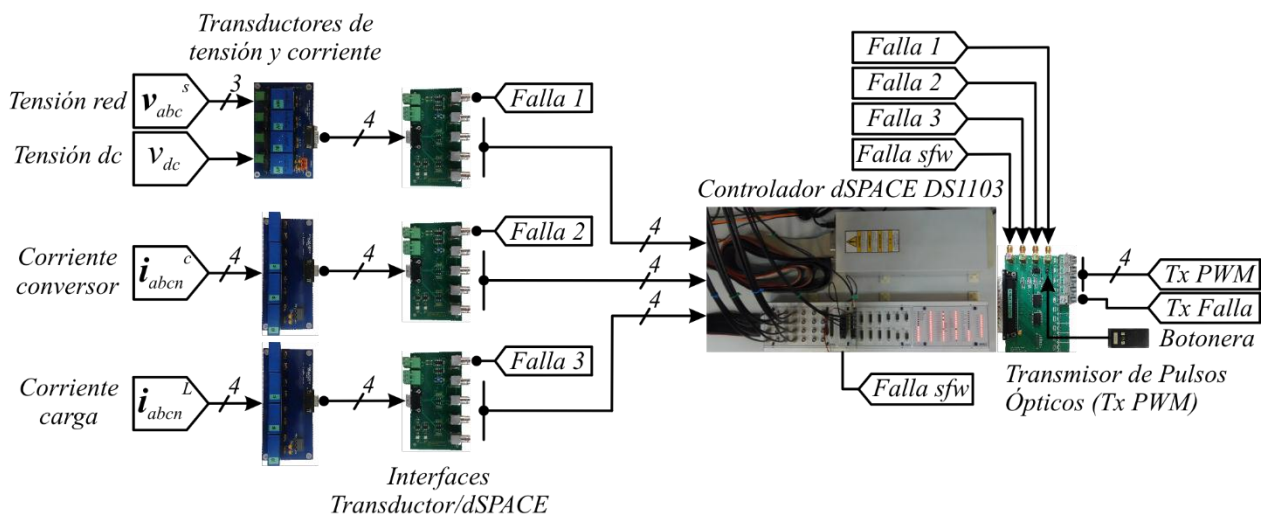 Transductores de
tensión y corriente
Tensión red
v abc s
3
4
Falla 1
Tensión dc
v dc
4
Corriente
conversor
i abcn c
4
4
Falla 2
4
Corriente
carga
i abcn L
4
4
Falla 3
4
Interfaces
Transductor/dSPACE
Controlador dSPACE DS1103
Falla sfw
Falla 1
Falla 2
Falla 3
Falla sfw
4
Tx PWM
Tx Falla
Botonera
Transmisor de Pulsos
Ópticos (Tx PWM)